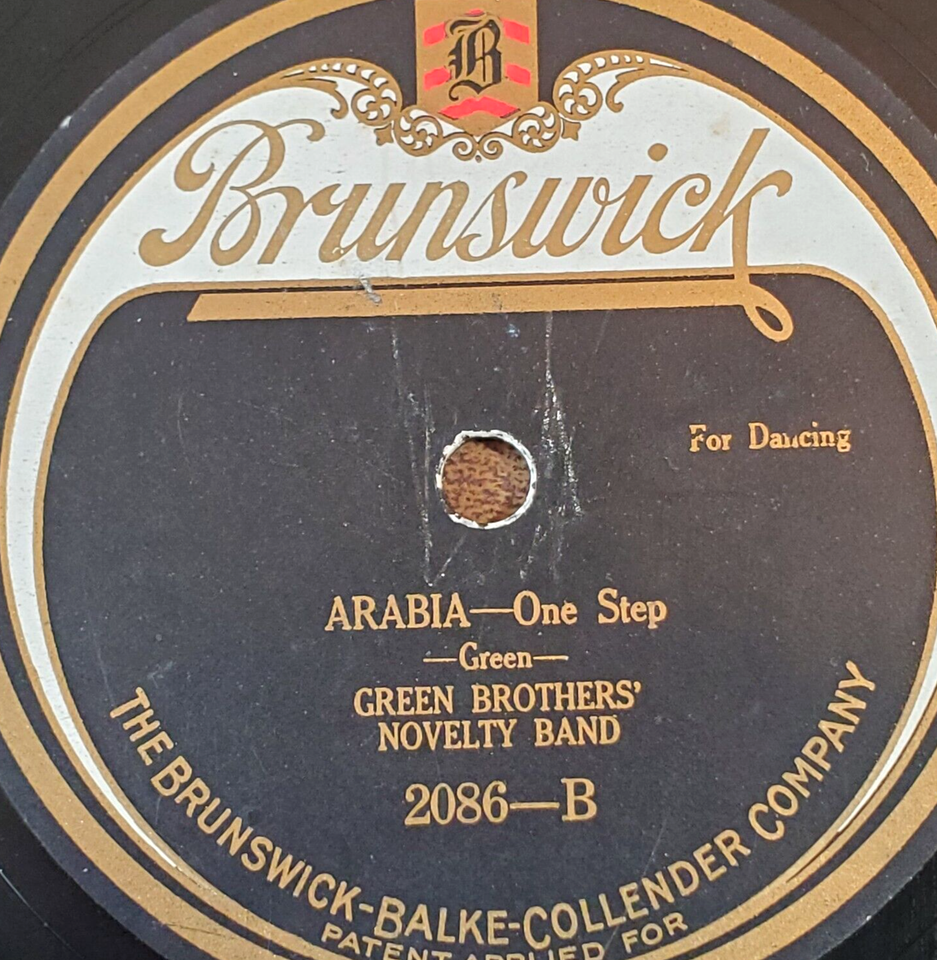 B
Brunswick
For Dancing
ARABIA—One Step
—Green—
GREEN BROTHERS'
NOVELTY BAND
2086—B
THE BRUNSWICK-BALKE-COLLENDER COMPANY
PATENT APPLIED FOR